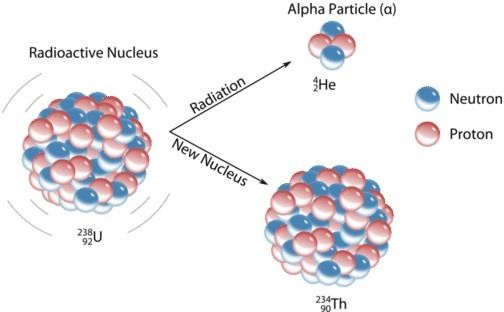 Alpha Particle (α)
Radioactive Nucleus
Radiation
⁴₂He
Neutron
Proton
New Nucleus
²³⁸₉₂U
²³⁴₉₀Th